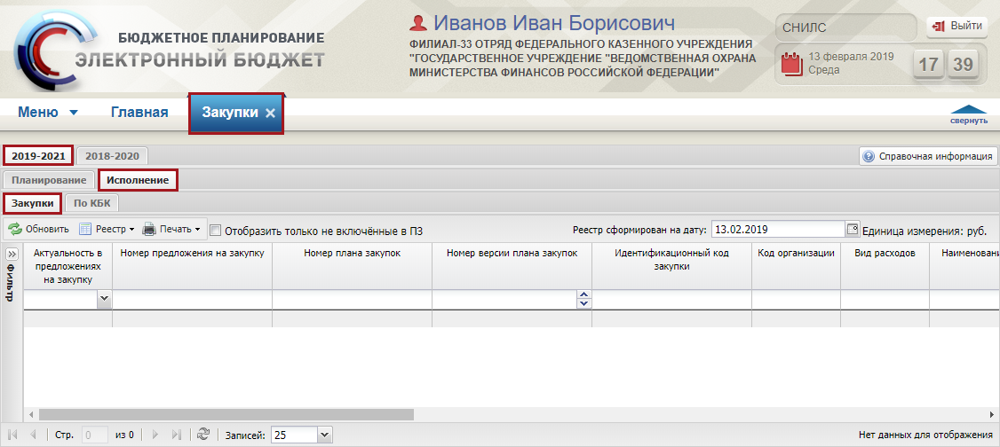 БЮДЖЕТНОЕ ПЛАНИРОВАНИЕ
ЭЛЕКТРОННЫЙ БЮДЖЕТ
Иванов Иван Борисович
ФИЛИАЛ-33 ОТРЯД ФЕДЕРАЛЬНОГО КАЗЕННОГО УЧРЕЖДЕНИЯ
"ГОСУДАРСТВЕННОЕ УЧРЕЖДЕНИЕ "ВЕДОМСТВЕННАЯ ОХРАНА
МИНИСТЕРСТВА ФИНАНСОВ РОССИЙСКОЙ ФЕДЕРАЦИИ"
СНИЛС
Выйти
13 февраля 2019
Среда
17 39
Меню Главная Закупки
свернуть
2019-2021 2018-2020
Справочная информация
Планирование Исполнение
Закупки По КБК
Обновить Реестр Печать Отобразить только не включённые в ПЗ Реестр сформирован на дату: 13.02.2019 Единица измерения: руб.
Фильтр
Актуальность в предложениях на закупку
Номер предложения на закупку
Номер плана закупок
Номер версии плана закупок
Идентификационный код закупки
Код организации
Вид расходов
Наименовани
Стр. 0 из 0 Записей: 25 Нет данных для отображения